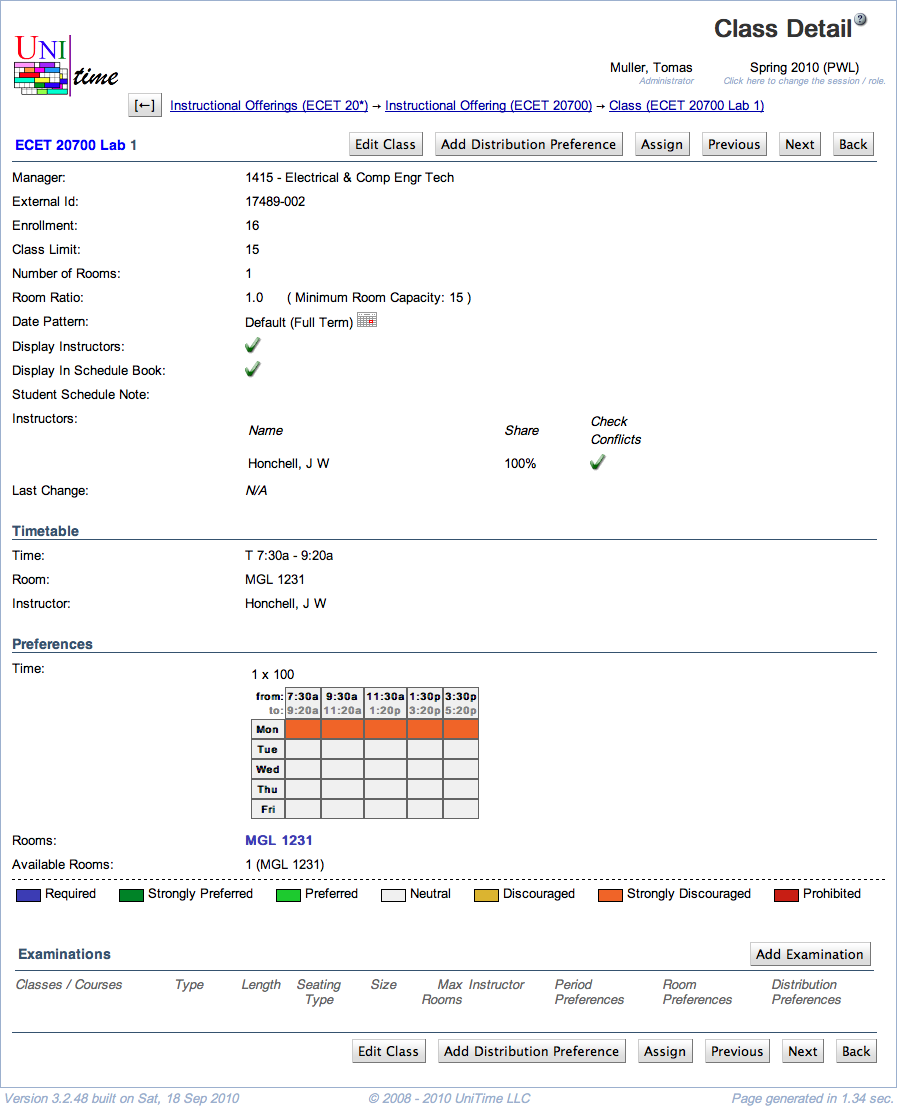 Class Detail ?
UNI time
Muller, Tomas Spring 2010 (PWL)
Administrator Click here to change the session / role.
[←] Instructional Offerings (ECET 20*) → Instructional Offering (ECET 20700) → Class (ECET 20700 Lab 1)
ECET 20700 Lab 1 Edit Class Add Distribution Preference Assign Previous Next Back
Manager: 1415 - Electrical & Comp Engr Tech
External Id: 17489-002
Enrollment: 16
Class Limit: 15
Number of Rooms: 1
Room Ratio: 1.0 ( Minimum Room Capacity: 15 )
Date Pattern: Default (Full Term)
Display Instructors:
Display In Schedule Book:
Student Schedule Note:
Instructors:
Name Share Check Conflicts
Honchell, J W 100%
Last Change: N/A
Timetable
Time: T 7:30a - 9:20a
Room: MGL 1231
Instructor: Honchell, J W
Preferences
Time: 1 x 100
from: 7:30a 9:30a 11:30a 1:30p 3:30p
to: 9:20a 11:20a 1:20p 3:20p 5:20p
Mon
Tue
Wed
Thu
Fri
Rooms: MGL 1231
Available Rooms: 1 (MGL 1231)
Required Strongly Preferred Preferred Neutral Discouraged Strongly Discouraged Prohibited
Examinations Add Examination
Classes / Courses Type Length Seating Size Max Instructor Period Room Distribution
Type Rooms Preferences Preferences Preferences
Edit Class Add Distribution Preference Assign Previous Next Back
Version 3.2.48 built on Sat, 18 Sep 2010 © 2008 - 2010 UniTime LLC Page generated in 1.34 sec.